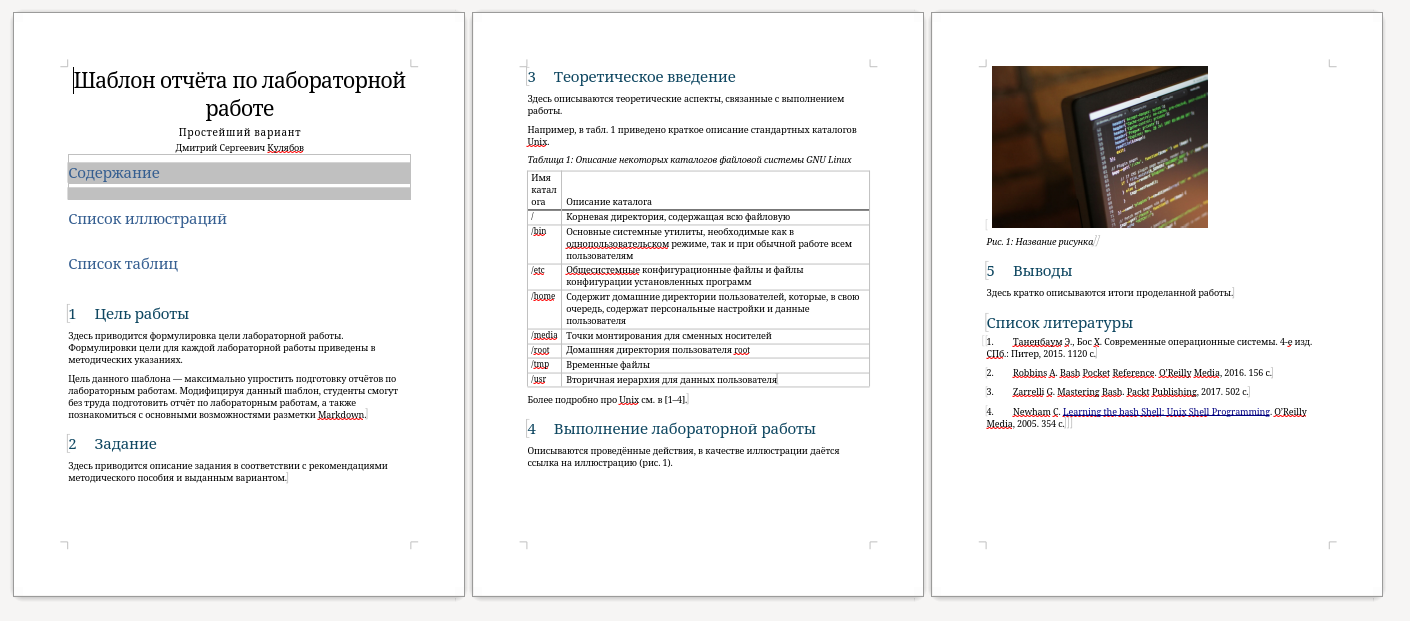 Шаблон отчёта по лабораторной
работе
Простейший вариант
Дмитрий Сергеевич Кулябов
Содержание
Список иллюстраций
Список таблиц
1 Цель работы
Здесь приводится формулировка цели лабораторной работы.
Формулировки цели для каждой лабораторной работы приведены в
методических указаниях.
Цель данного шаблона — максимально упростить подготовку отчётов по
лабораторным работам. Модифицируя данный шаблон, студенты смогут
без труда подготовить отчёт по лабораторным работам, а также
познакомиться с основными возможностями разметки Markdown.
2 Задание
Здесь приводится описание задания в соответствии с рекомендациями
методического пособия и выданным вариантом.
3 Теоретическое введение
Здесь описываются теоретические аспекты, связанные с выполнением
работы.
Например, в табл. 1 приведено краткое описание стандартных каталогов
Unix.
Таблица 1: Описание некоторых каталогов файловой системы GNU Linux
Имя
катал
ога Описание каталога
/ Корневая директория, содержащая всю файловую
/bin Основные системные утилиты, необходимые как в
однопользовательском режиме, так и при обычной работе всем
пользователям
/etc Общесистемные конфигурационные файлы и файлы
конфигурации установленных программ
/home Содержит домашние директории пользователей, которые, в свою
очередь, содержат персональные настройки и данные
пользователя
/media Точки монтирования для сменных носителей
/root Домашняя директория пользователя root
/tmp Временные файлы
/usr Вторичная иерархия для данных пользователя
Более подробно про Unix см. в [1–4].
4 Выполнение лабораторной работы
Описываются проведённые действия, в качестве иллюстрации даётся
ссылка на иллюстрацию (рис. 1).
Рис. 1: Название рисунка
5 Выводы
Здесь кратко описываются итоги проделанной работы.
Список литературы
1. Таненбаум Э., Бос Х. Современные операционные системы. 4-е изд.
СПб.: Питер, 2015. 1120 с.
2. Robbins A. Bash Pocket Reference. O'Reilly Media, 2016. 156 с.
3. Zarrelli G. Mastering Bash. Packt Publishing, 2017. 502 с.
4. Newham C. Learning the bash Shell: Unix Shell Programming. O'Reilly
Media, 2005. 354 с.